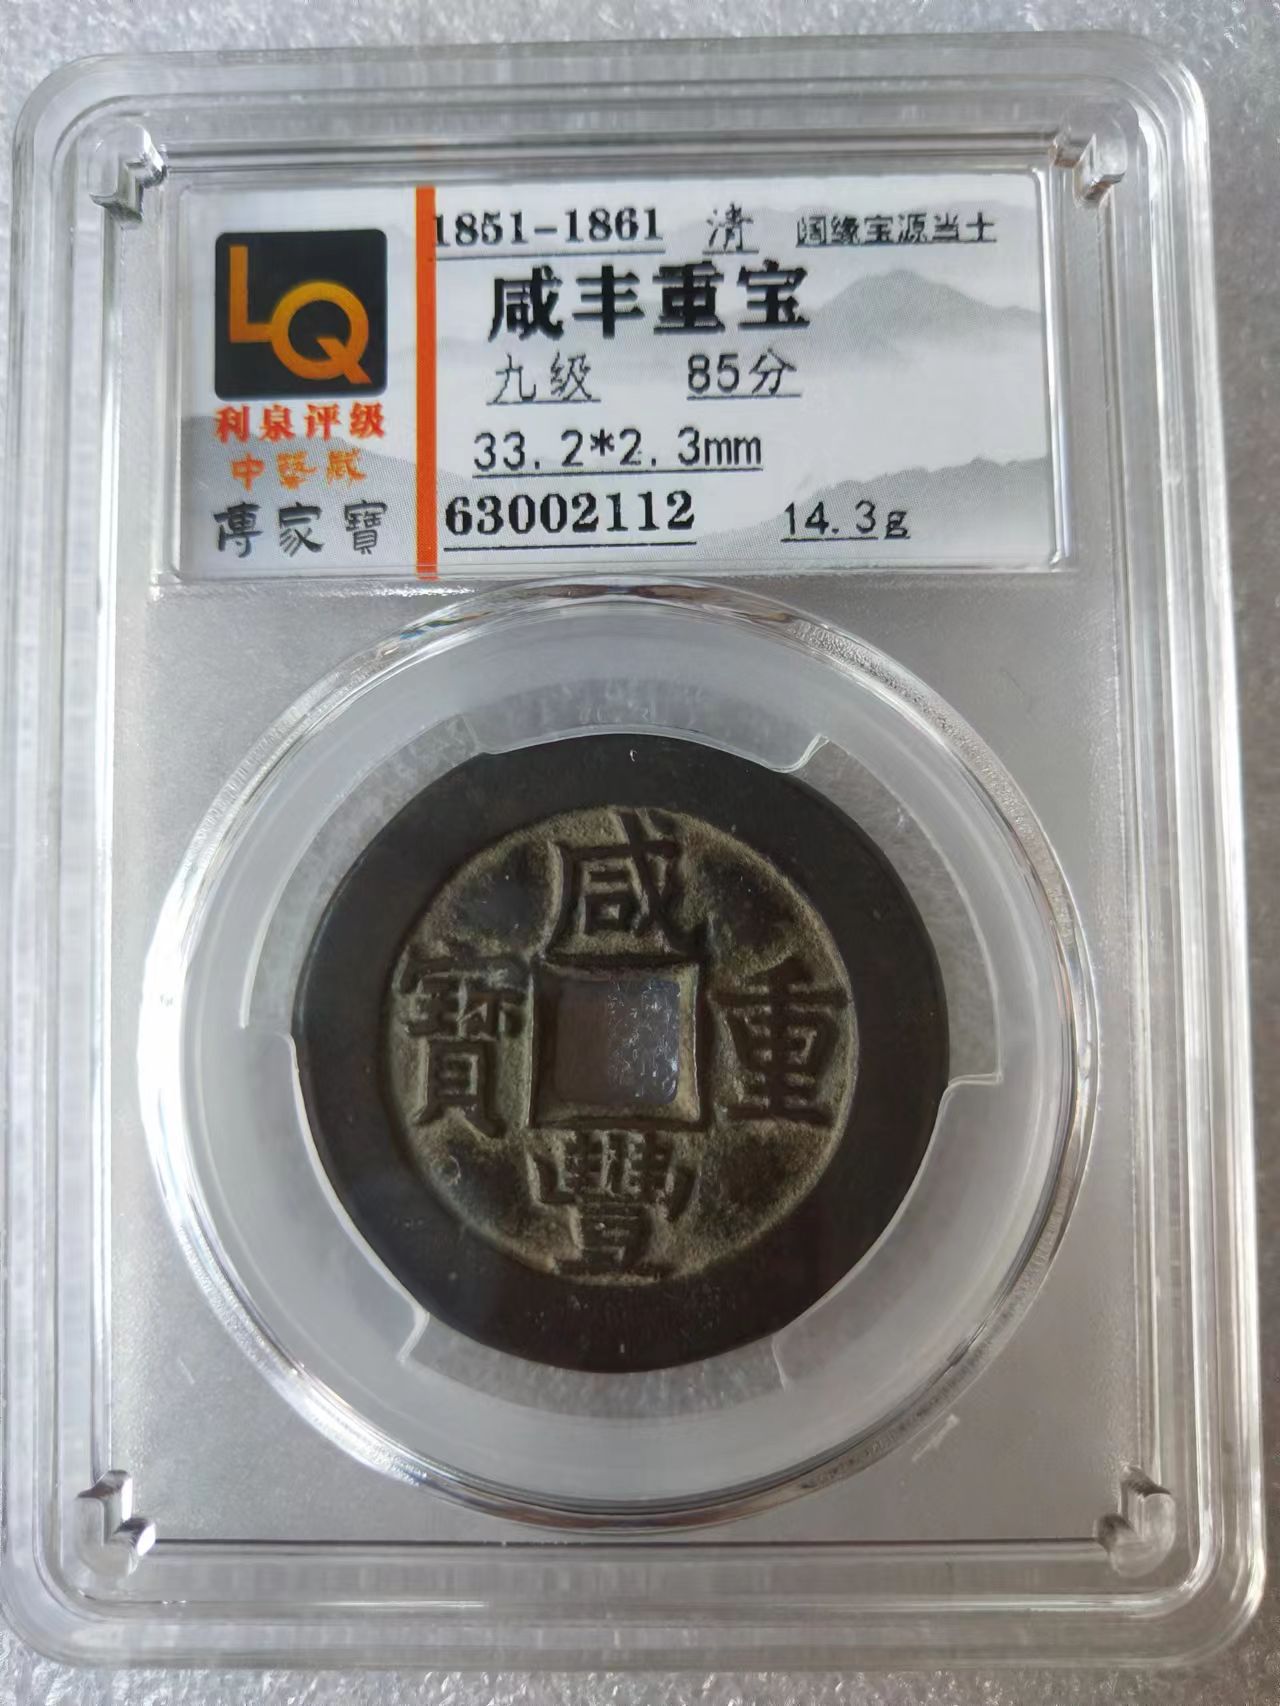 LQ
利泉评级
中藝藏
傳家寶
1851-1861 清 阔缘宝源当十
咸丰重宝
九级 85分
33.2*2.3mm
63002112 14.3g
咸
寶 重
豐